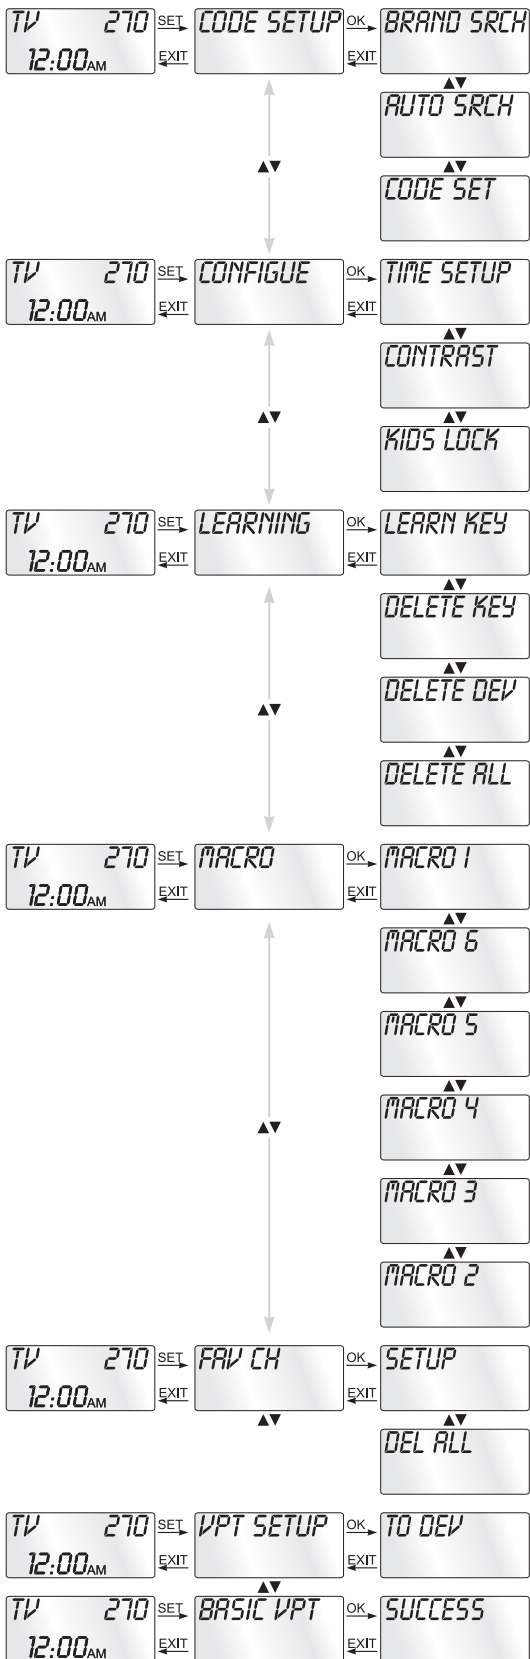 TV 270 SET CODE SETUP OK BRAND SRCH
12:00AM EXIT EXIT
▲▼
AUTO SRCH
▲▼
▲▼
CODE SET
TV 270 SET CONFIGUE OK TIME SETUP
12:00AM EXIT EXIT
▲▼
CONTRAST
▲▼
▲▼
KIDS LOCK
TV 270 SET LEARNING OK LEARN KEY
12:00AM EXIT EXIT
▲▼
DELETE KEY
▲▼
DELETE DEV
▲▼
▲▼
DELETE ALL
TV 270 SET MACRO OK MACRO 1
12:00AM EXIT EXIT
▲▼
MACRO 6
▲▼
MACRO 5
▲▼
MACRO 4
▲▼
▲▼
MACRO 3
▲▼
MACRO 2
TV 270 SET FAV CH OK SETUP
12:00AM EXIT EXIT
▲▼ ▲▼
DEL ALL
TV 270 SET VPT SETUP OK TO DEV
12:00AM EXIT EXIT
▲▼
TV 270 SET BASIC VPT OK SUCCESS
12:00AM EXIT EXIT